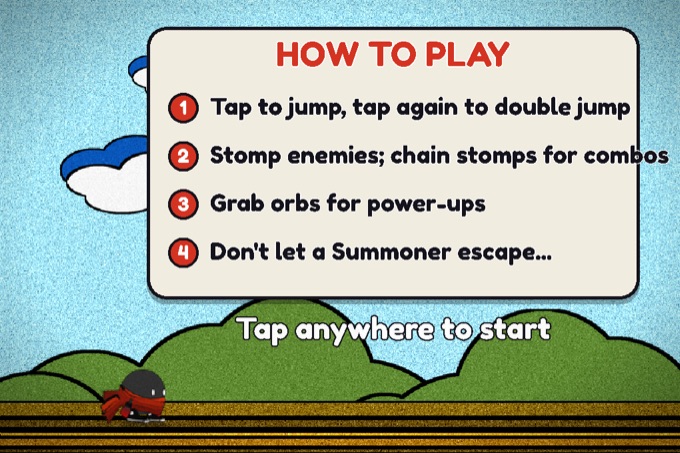 HOW TO PLAY
1 Tap to jump, tap again to double jump
2 Stomp enemies; chain stomps for combos
3 Grab orbs for power-ups
4 Don't let a Summoner escape...
Tap anywhere to start